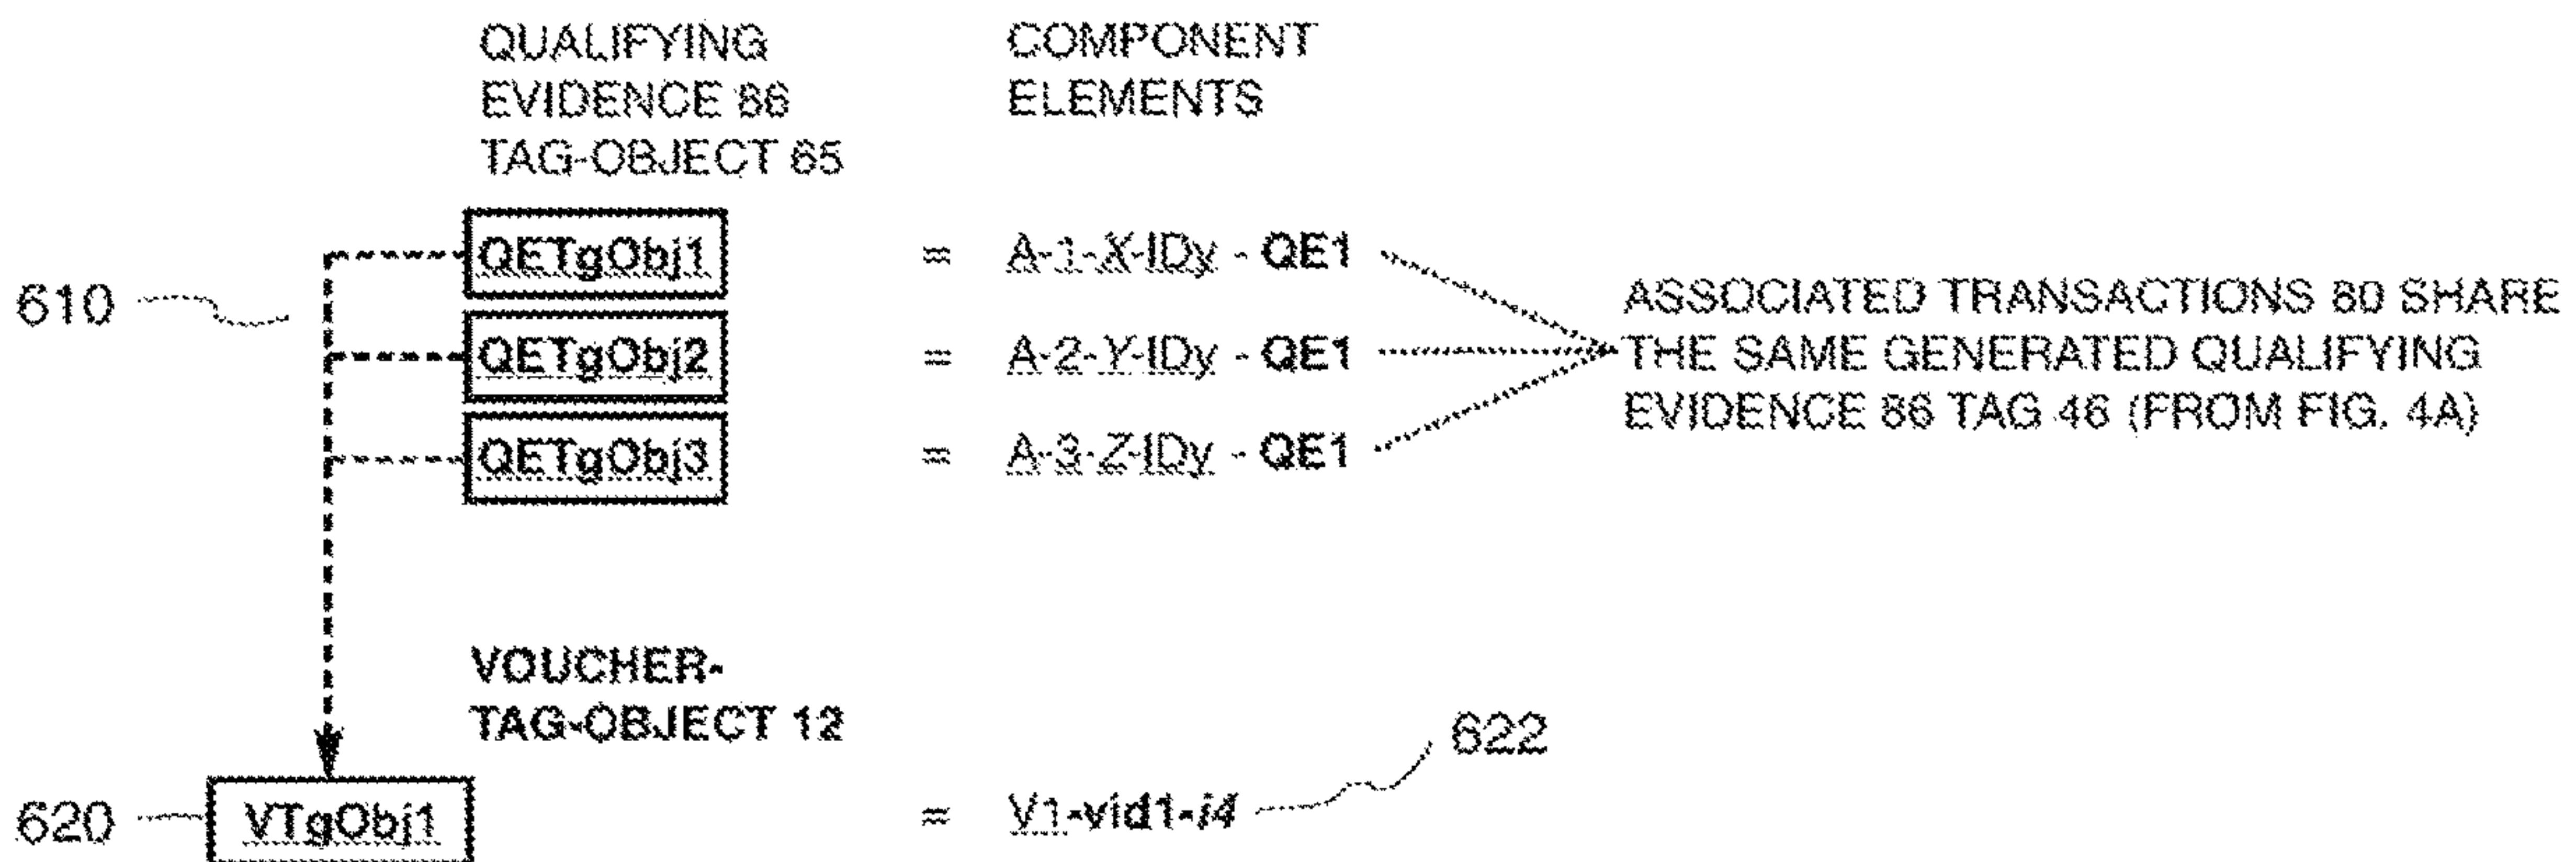 QUALIFYING
EVIDENCE 86
TAG-OBJECT 65
COMPONENT
ELEMENTS
QETgObj1 = A-1-X-IDy - QE1
610
QETgObj2 = A-2-Y-IDy - QE1
QETgObj3 = A-3-Z-IDy - QE1
ASSOCIATED TRANSACTIONS 80 SHARE
THE SAME GENERATED QUALIFYING
EVIDENCE 86 TAG 46 (FROM FIG. 4A)
VOUCHER-
TAG-OBJECT 12
622
620 VTgObj1 = V1-vid1-i4